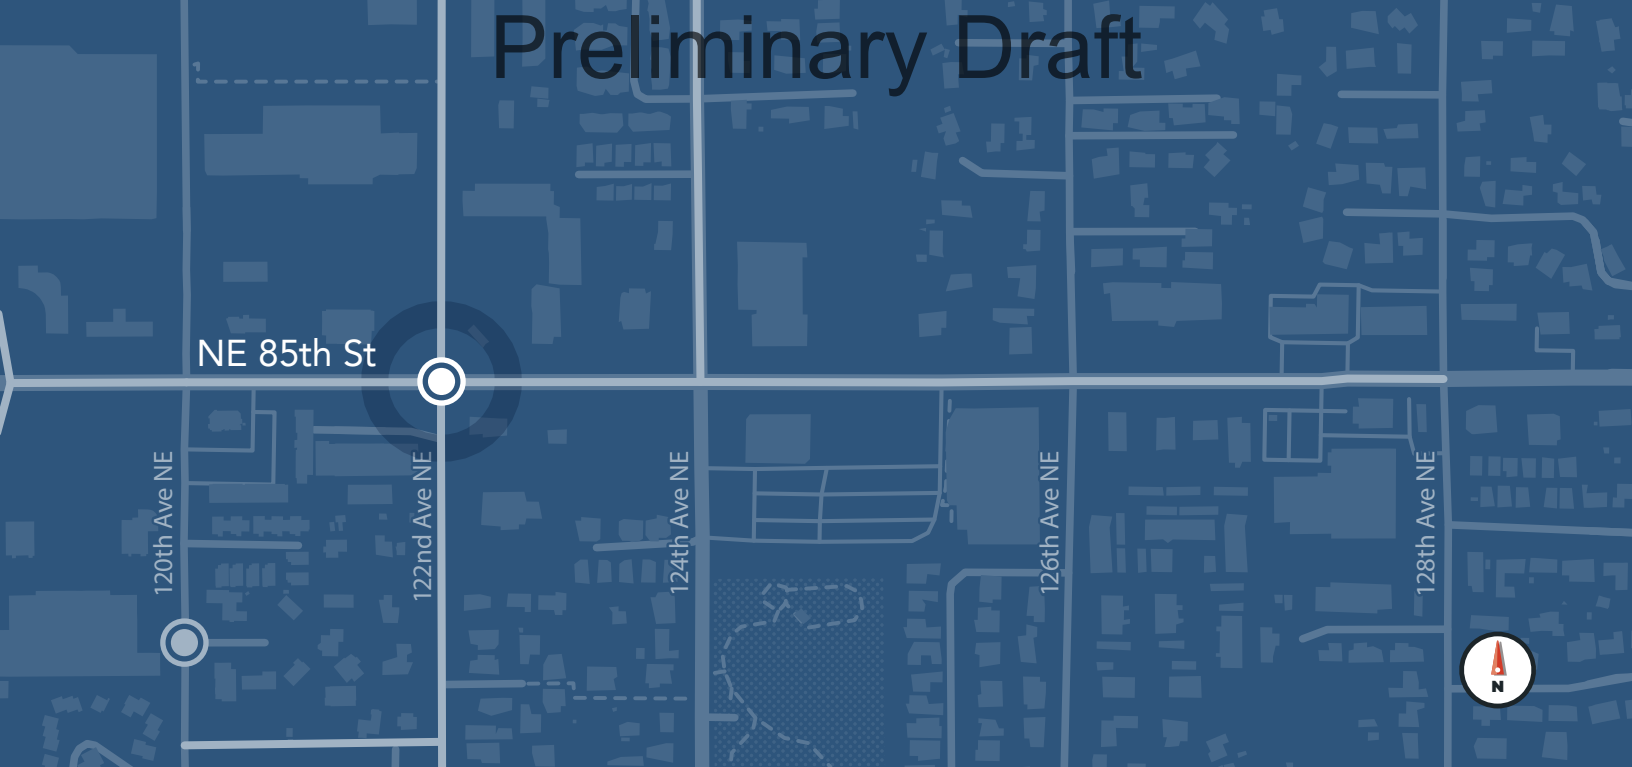 Preliminary Draft
NE 85th St
120th Ave NE
122nd Ave NE
124th Ave NE
126th Ave NE
128th Ave NE
N